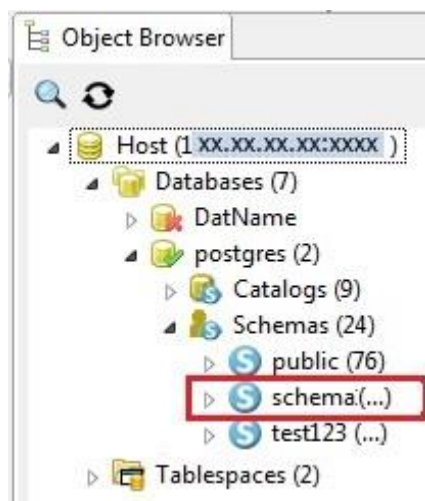 Object Browser
Host (1 xx.xx.xx.xx:xxxx )
Databases (7)
DatName
postgres (2)
Catalogs (9)
Schemas (24)
public (76)
schema:(...)
test123 (...)
Tablespaces (2)